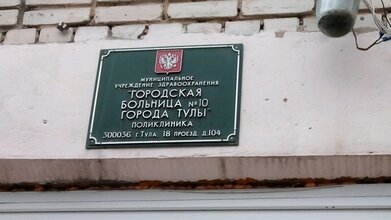 МУНИЦИПАЛЬНОЕ
УЧРЕЖДЕНИЕ ЗДРАВООХРАНЕНИЯ
"ГОРОДСКАЯ
БОЛЬНИЦА №10
ГОРОДА ТУЛЫ"
ПОЛИКЛИНИКА
300036, Г. ТУЛА, 18 ПРОЕЗД, Д.104